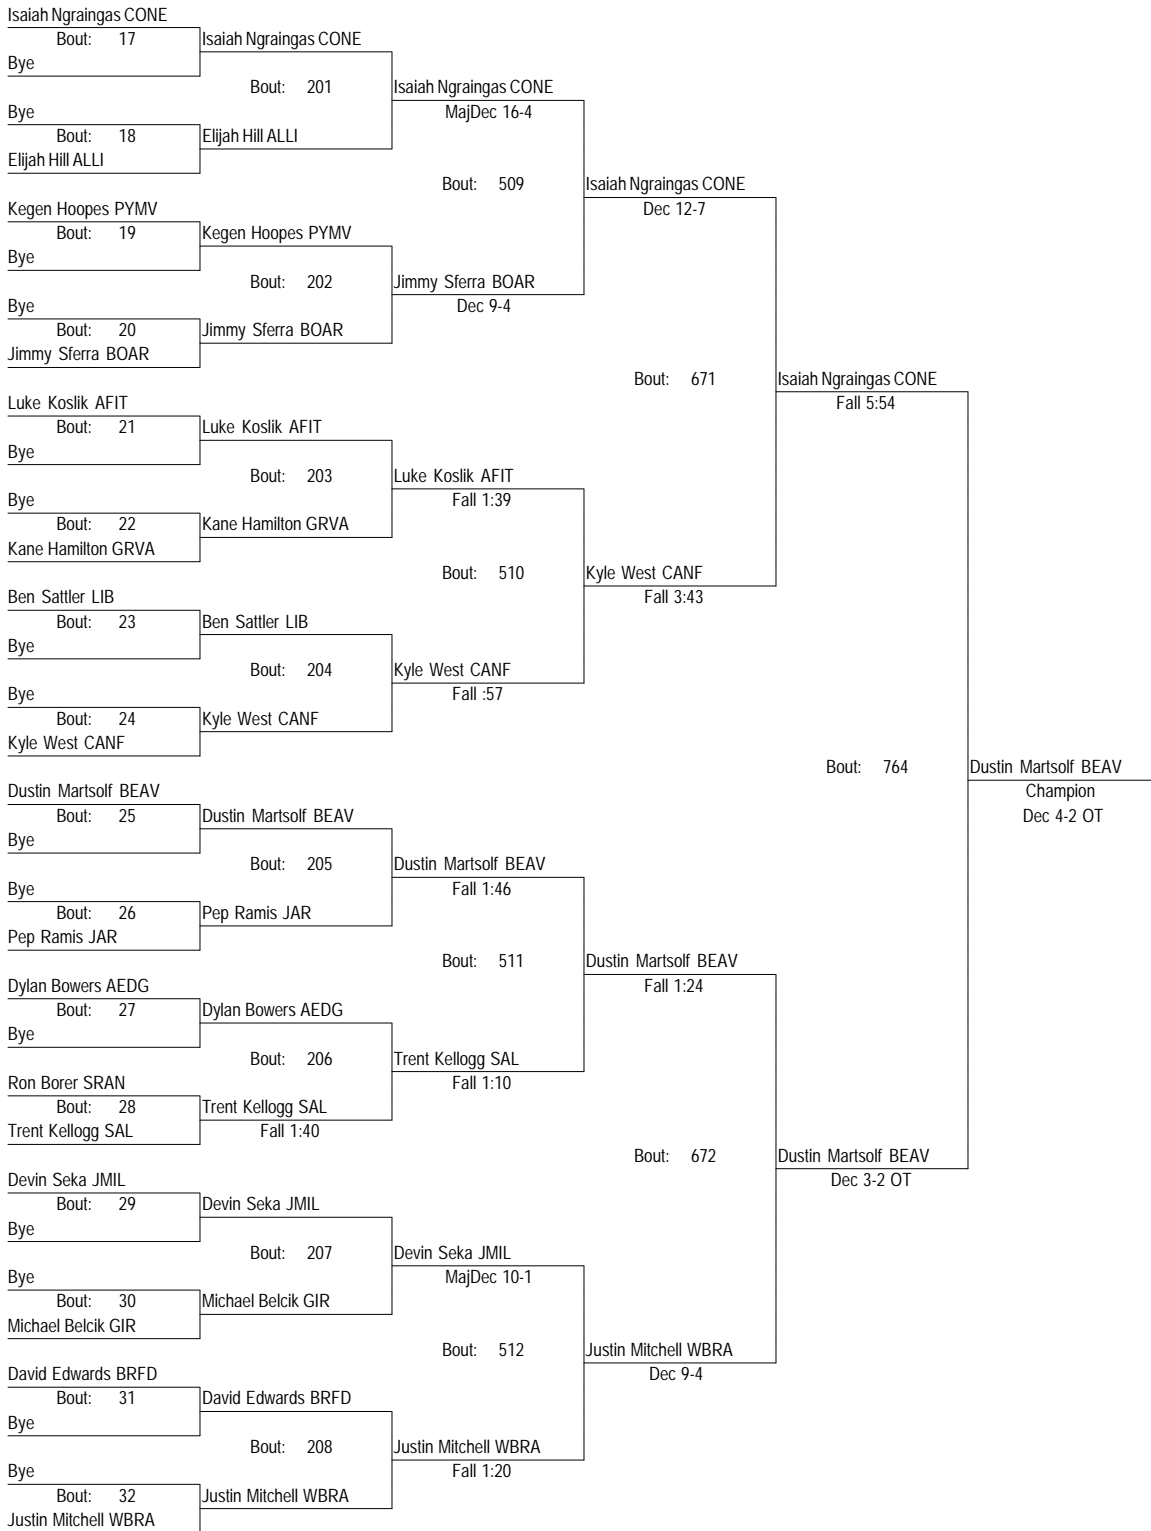 Isaiah Ngraingas CONE
Bout: 17 Isaiah Ngraingas CONE
Bye
Bout: 201 Isaiah Ngraingas CONE
Bye MajDec 16-4
Bout: 18 Elijah Hill ALLI
Elijah Hill ALLI
Bout: 509 Isaiah Ngraingas CONE
Kegen Hoopes PYMV Dec 12-7
Bout: 19 Kegen Hoopes PYMV
Bye
Bout: 202 Jimmy Sferra BOAR
Bye Dec 9-4
Bout: 20 Jimmy Sferra BOAR
Jimmy Sferra BOAR
Bout: 671 Isaiah Ngraingas CONE
Luke Koslik AFIT Fall 5:54
Bout: 21 Luke Koslik AFIT
Bye
Bout: 203 Luke Koslik AFIT
Bye Fall 1:39
Bout: 22 Kane Hamilton GRVA
Kane Hamilton GRVA
Bout: 510 Kyle West CANF
Ben Sattler LIB Fall 3:43
Bout: 23 Ben Sattler LIB
Bye
Bout: 204 Kyle West CANF
Bye Fall :57
Bout: 24 Kyle West CANF
Kyle West CANF
Bout: 764 Dustin Martsolf BEAV
Dustin Martsolf BEAV Champion
Bout: 25 Dustin Martsolf BEAV Dec 4-2 OT
Bye
Bout: 205 Dustin Martsolf BEAV
Bye Fall 1:46
Bout: 26 Pep Ramis JAR
Pep Ramis JAR
Bout: 511 Dustin Martsolf BEAV
Dylan Bowers AEDG Fall 1:24
Bout: 27 Dylan Bowers AEDG
Bye
Bout: 206 Trent Kellogg SAL
Ron Borer SRAN Fall 1:10
Bout: 28 Trent Kellogg SAL
Trent Kellogg SAL Fall 1:40
Bout: 672 Dustin Martsolf BEAV
Devin Seka JMIL Dec 3-2 OT
Bout: 29 Devin Seka JMIL
Bye
Bout: 207 Devin Seka JMIL
Bye MajDec 10-1
Bout: 30 Michael Belcik GIR
Michael Belcik GIR
Bout: 512 Justin Mitchell WBRA
David Edwards BRFD Dec 9-4
Bout: 31 David Edwards BRFD
Bye
Bout: 208 Justin Mitchell WBRA
Bye Fall 1:20
Bout: 32 Justin Mitchell WBRA
Justin Mitchell WBRA